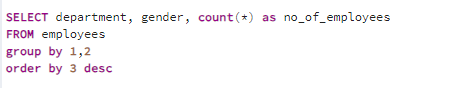 SELECT department, gender, count(*) as no_of_employees
FROM employees
group by 1,2
order by 3 desc